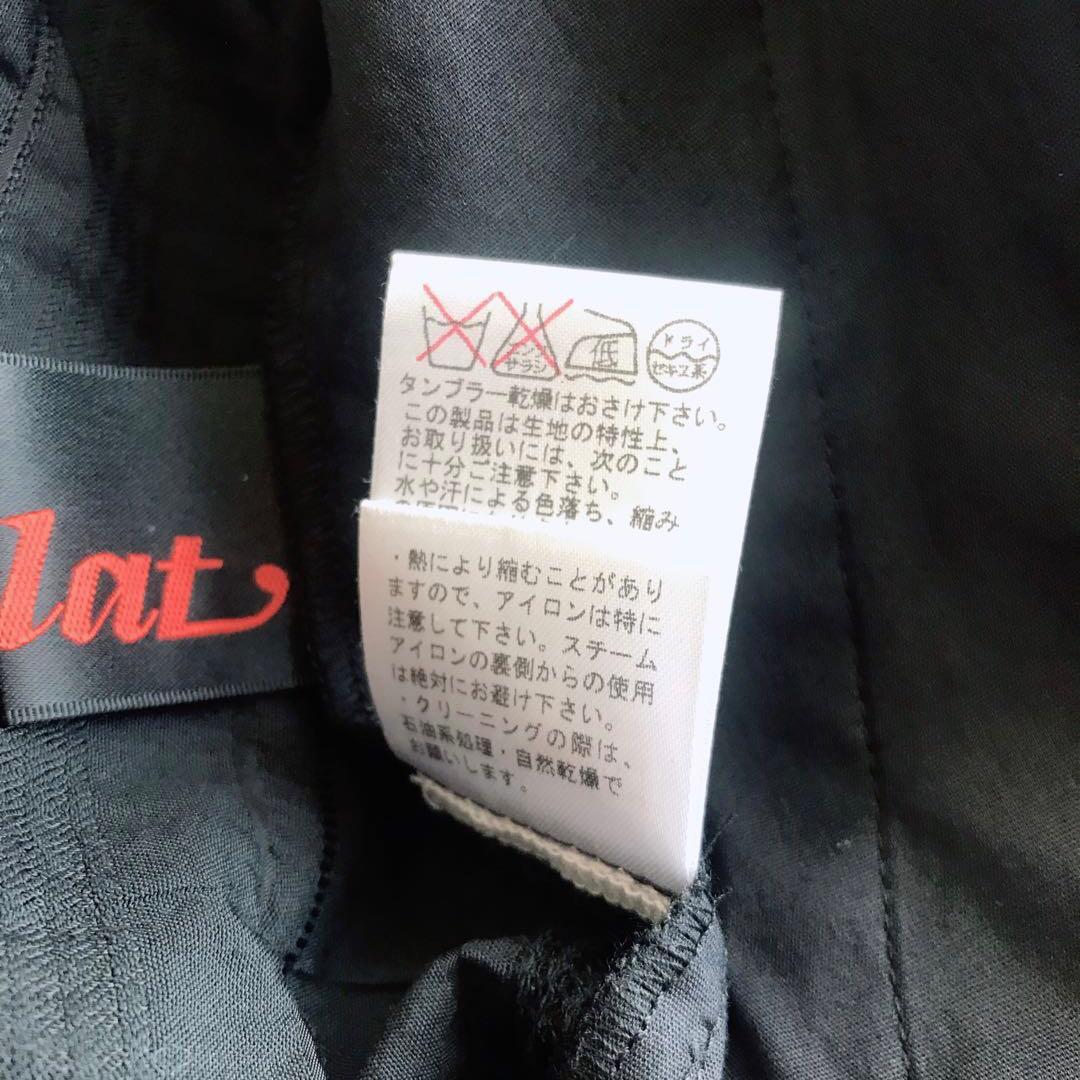 lat
サラシ
低
ドライ
セキユ系
タンブラー乾燥はおさけ下さい。
この製品は生地の特性上、
お取り扱いには、次のこと
に十分ご注意下さい。
水や汗による色落ち、縮み
・熱により縮むことがあり
ますので、アイロンは特に
注意して下さい。スチーム
アイロンの裏側からの使用
は絶対にお避け下さい。
・クリーニングの際は、
石油系処理・自然乾燥で
お願いします。